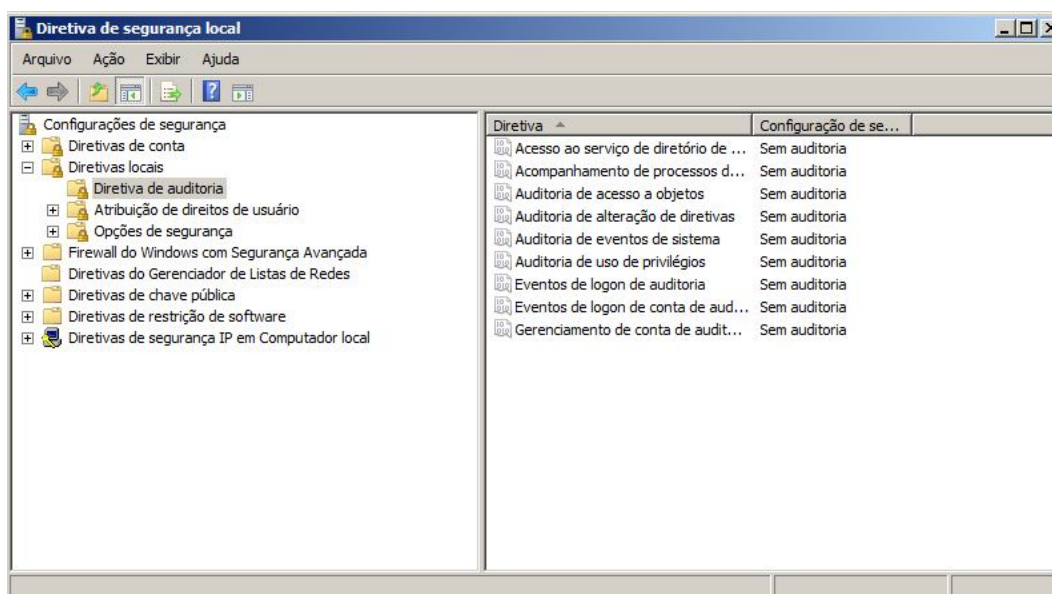 Diretiva de segurança local
Arquivo Ação Exibir Ajuda
Configurações de segurança
Diretivas de conta
Diretivas locais
Diretiva de auditoria
Atribuição de direitos de usuário
Opções de segurança
Firewall do Windows com Segurança Avançada
Diretivas do Gerenciador de Listas de Redes
Diretivas de chave pública
Diretivas de restrição de software
Diretivas de segurança IP em Computador local
Diretiva Configuração de se...
Acesso ao serviço de diretório de ... Sem auditoria
Acompanhamento de processos d... Sem auditoria
Auditoria de acesso a objetos Sem auditoria
Auditoria de alteração de diretivas Sem auditoria
Auditoria de eventos de sistema Sem auditoria
Auditoria de uso de privilégios Sem auditoria
Eventos de logon de auditoria Sem auditoria
Eventos de logon de conta de aud... Sem auditoria
Gerenciamento de conta de audit... Sem auditoria